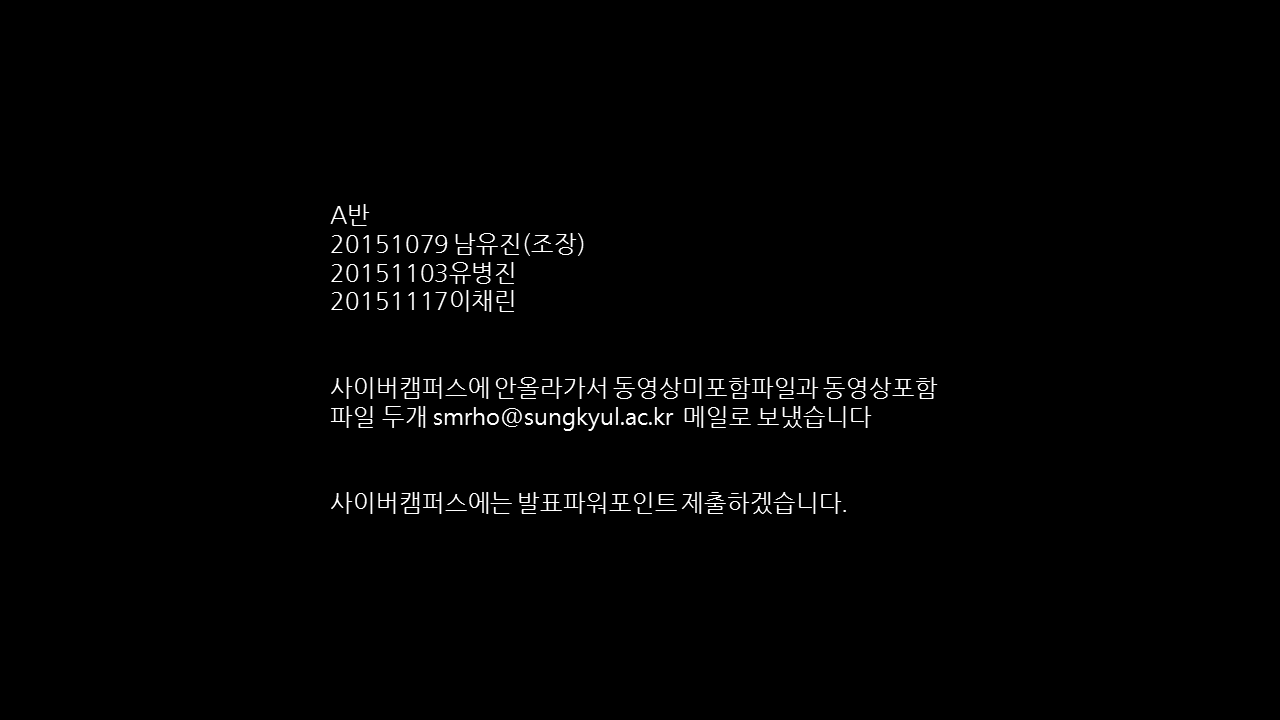 A반
20151079 남유진(조장)
20151103유병진
20151117이채린
사이버캠퍼스에 안올라가서 동영상미포함파일과 동영상포함
파일 두개 smrho@sungkyul.ac.kr 메일로 보냈습니다
사이버캠퍼스에는 발표파워포인트 제출하겠습니다.